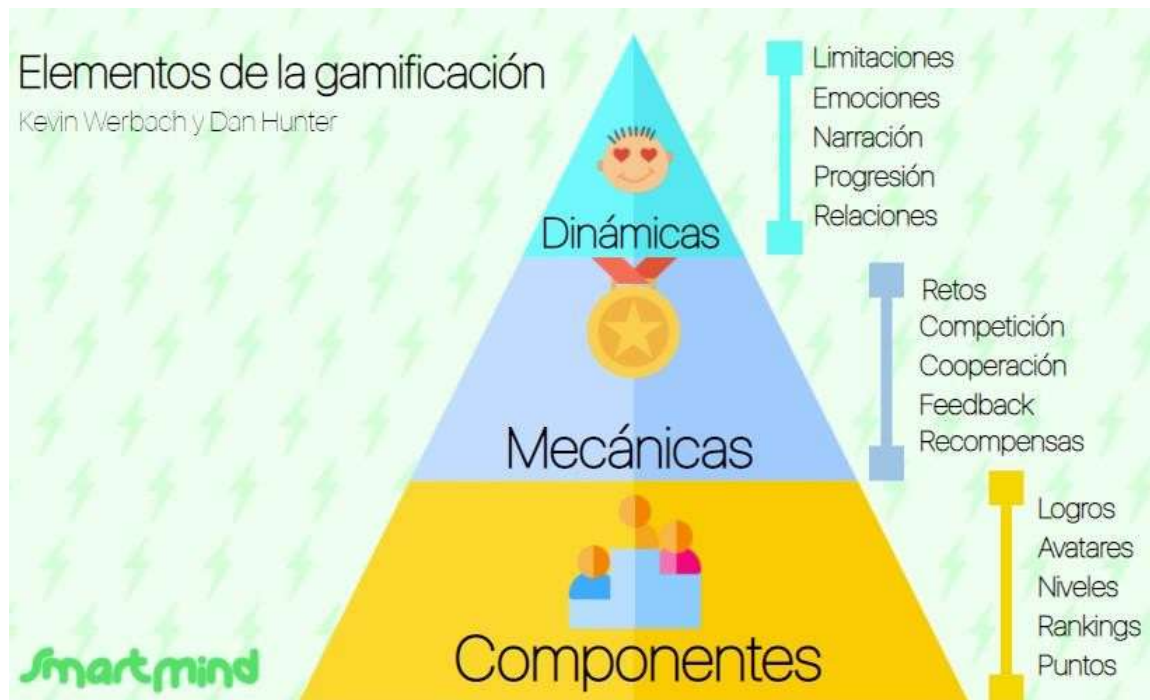 Elementos de la gamificación
Kevin Werbach y Dan Hunter
Limitaciones
Emociones
Narración
Progresión
Relaciones
Dinámicas
Retos
Competición
Cooperación
Feedback
Recompensas
Mecánicas
Logros
Avatares
Niveles
Rankings
Puntos
Componentes
smartmind